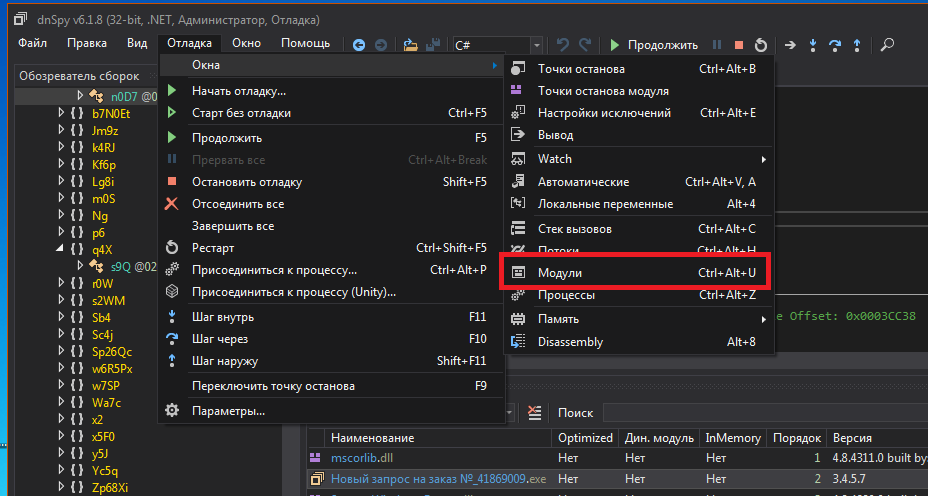 dnSpy v6.1.8 (32-bit, .NET, Администратор, Отладка)
Файл Правка Вид Отладка Окно Помощь C# Продолжить
Обозреватель сборок
n0D7 @0
b7N0Et
Jm9z
k4RJ
Kf6p
Lg8i
m0S
Ng
p6
q4X
s9Q @02
r0W
s2WM
Sb4
Sc4j
Sp26Qc
w6R5Px
w7SP
Wa7c
x2
x5F0
y5J
Yc5q
Zp68Xi
Окна
Начать отладку...
Старт без отладки Ctrl+F5
Продолжить F5
Прервать все Ctrl+Alt+Break
Остановить отладку Shift+F5
Отсоединить все
Завершить все
Рестарт Ctrl+Shift+F5
Присоединиться к процессу... Ctrl+Alt+P
Присоединиться к процессу (Unity)...
Шаг внутрь F11
Шаг через F10
Шаг наружу Shift+F11
Переключить точку останова F9
Параметры...
Точки останова Ctrl+Alt+B
Точки останова модуля
Настройки исключений Ctrl+Alt+E
Вывод
Watch
Автоматические Ctrl+Alt+V, A
Локальные переменные Alt+4
Стек вызовов Ctrl+Alt+C
Потоки Ctrl+Alt+H
Модули Ctrl+Alt+U
Процессы Ctrl+Alt+Z
Память
Disassembly Alt+8
e Offset: 0x0003CC38
Поиск
Наименование Optimized Дин. модуль InMemory Порядок Версия
mscorlib.dll Нет Нет Нет 1 4.8.4311.0 built by
Новый запрос на заказ №_41869009.exe Нет Нет Нет 2 3.4.5.7